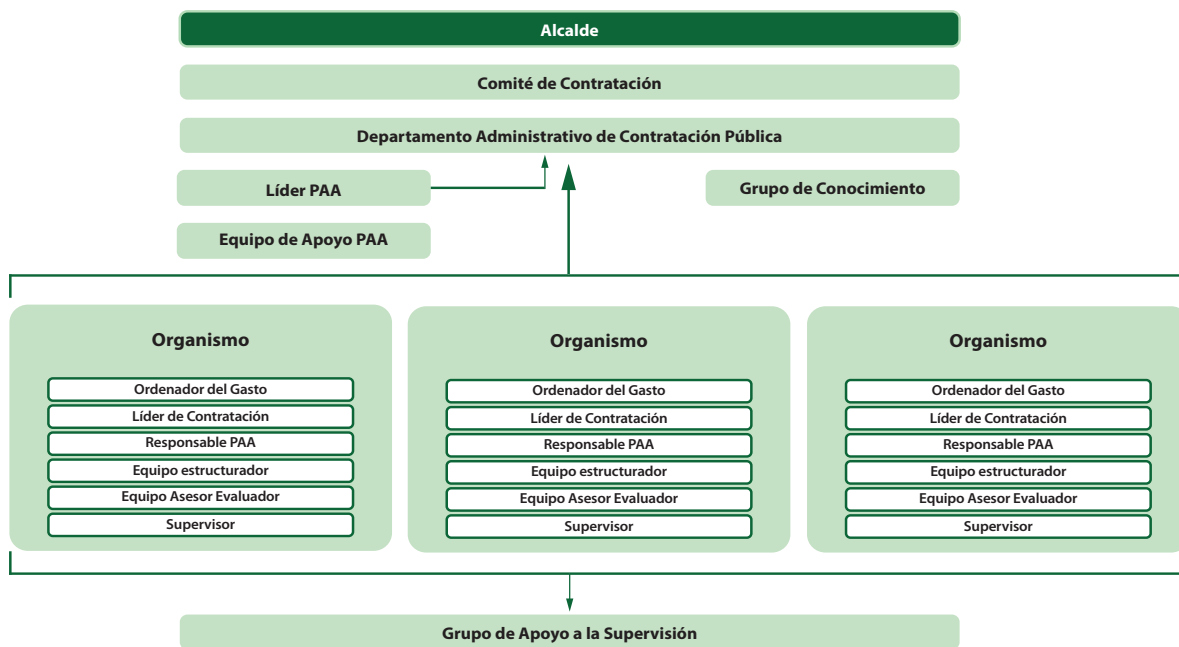 Alcalde
Comité de Contratación
Departamento Administrativo de Contratación Pública
Líder PAA
Grupo de Conocimiento
Equipo de Apoyo PAA
Organismo
Ordenador del Gasto
Líder de Contratación
Responsable PAA
Equipo estructurador
Equipo Asesor Evaluador
Supervisor
Organismo
Ordenador del Gasto
Líder de Contratación
Responsable PAA
Equipo estructurador
Equipo Asesor Evaluador
Supervisor
Organismo
Ordenador del Gasto
Líder de Contratación
Responsable PAA
Equipo estructurador
Equipo Asesor Evaluador
Supervisor
Grupo de Apoyo a la Supervisión